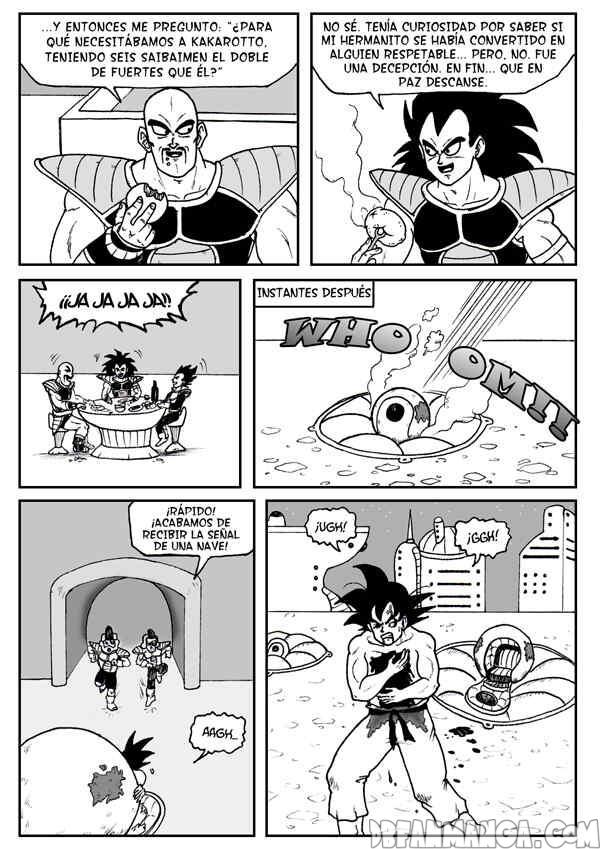 ...Y ENTONCES ME PREGUNTO: "¿PARA
QUÉ NECESITÁBAMOS A KAKAROTTO,
TENIENDO SEIS SAIBAIMEN EL DOBLE
DE FUERTES QUE ÉL?"
NO SÉ. TENÍA CURIOSIDAD POR SABER SI
MI HERMANITO SE HABÍA CONVERTIDO EN
ALGUIEN RESPETABLE... PERO, NO. FUE
UNA DECEPCIÓN. EN FIN... QUE EN
PAZ DESCANSE.
¡¡JA JA JA JA!!
INSTANTES DESPUÉS
WHO
OM!!
¡RÁPIDO!
¡ACABAMOS DE
RECIBIR LA SEÑAL
DE UNA NAVE!
AAGH...
¡UGH!
¡GGH!
DBFANMANGA.COM